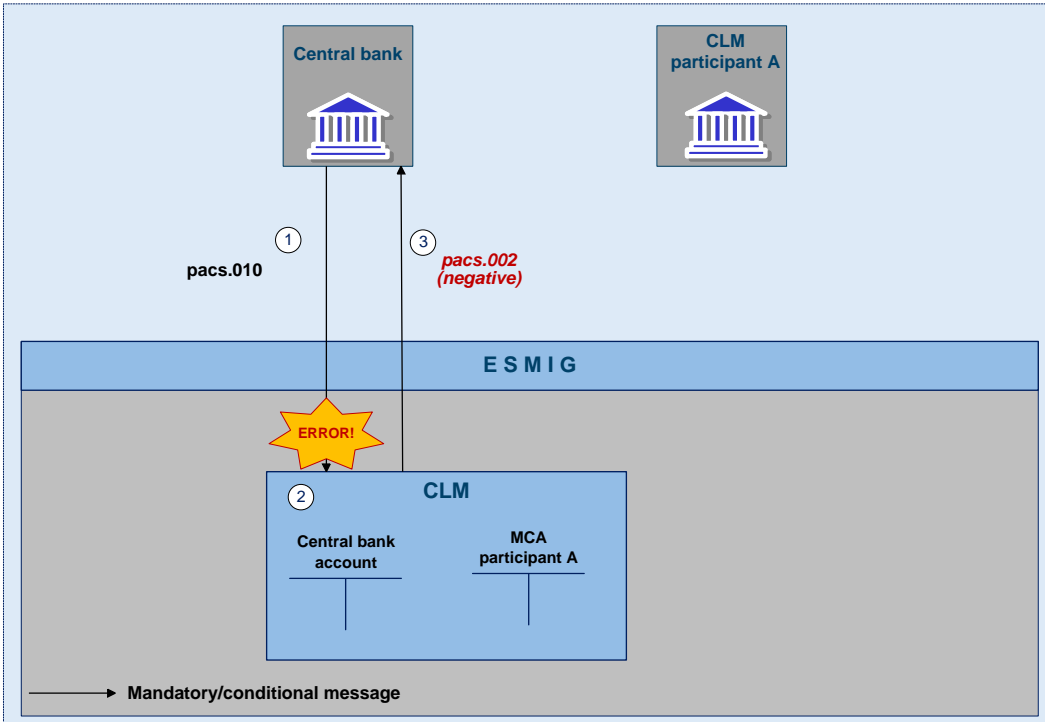 Central bank
CLM
participant A
1
pacs.010
3
pacs.002
(negative)
E S M I G
ERROR!
2
CLM
Central bank
account
MCA
participant A
Mandatory/conditional message